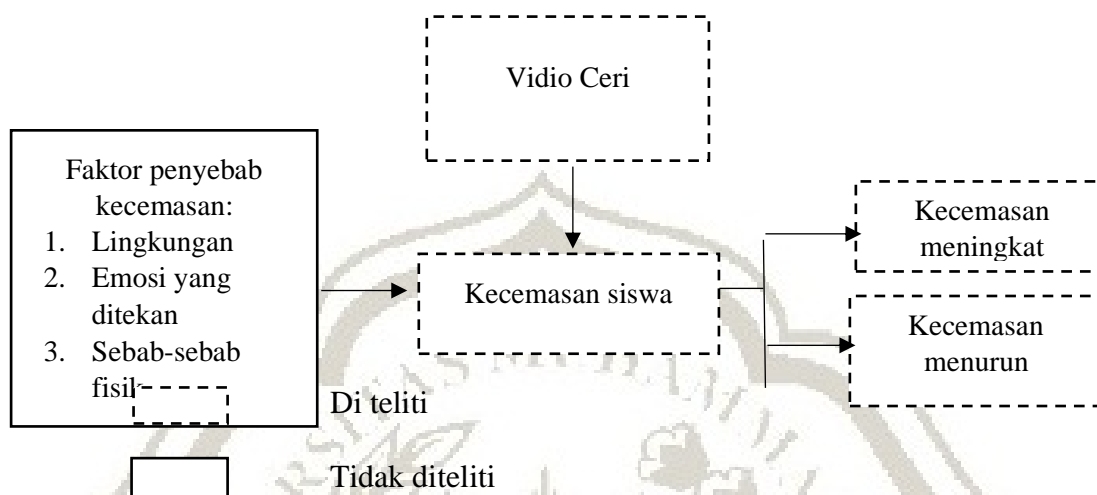 Vidio Ceri
Faktor penyebab
kecemasan:
1. Lingkungan
2. Emosi yang
ditekan
3. Sebab-sebab
fisik
Kecemasan siswa
Kecemasan
meningkat
Kecemasan
menurun
Di teliti
Tidak diteliti